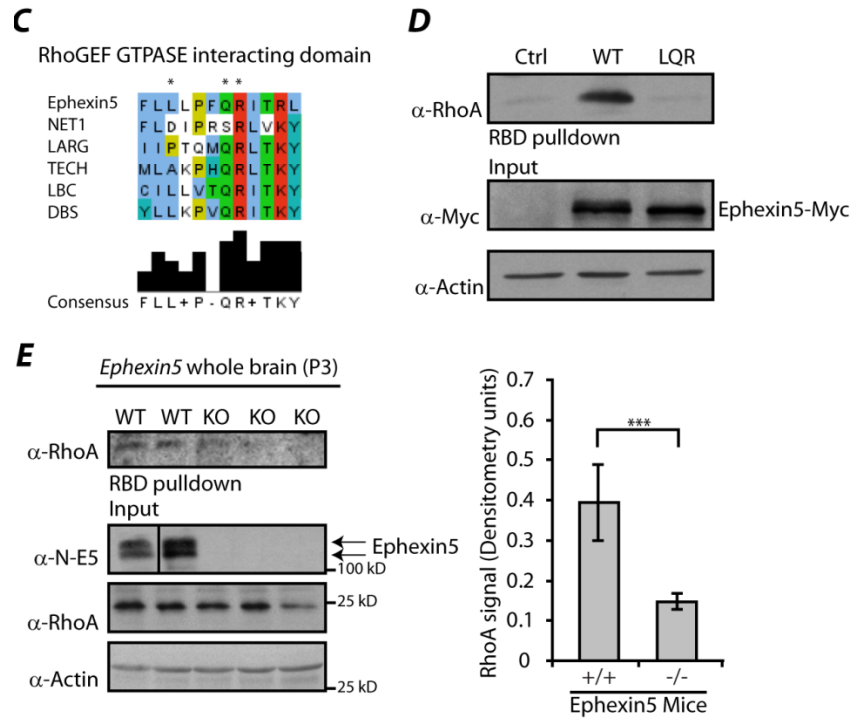 C
RhoGEF GTPASE interacting domain
* * *
Ephexin5 F L L L P F Q R I T R L
NET1 F L D I P R S R L V K Y
LARG I I P T Q M Q R L T K Y
TECH M L A K P H Q R L T K Y
LBC C I L L V T Q R I T K Y
DBS Y L L K P V Q R I T K Y
Consensus F L L + P - Q R + T K Y
D
Ctrl WT LQR
α-RhoA
RBD pulldown
Input
α-Myc Ephexin5-Myc
α-Actin
E
Ephexin5 whole brain (P3)
WT WT KO KO KO
α-RhoA
RBD pulldown
Input
α-N-E5 Ephexin5
100 kD
α-RhoA 25 kD
α-Actin
25 kD
RhoA signal (Densitometry units)
0.7
0.6
0.5
0.4
0.3
0.2
0.1
0
***
+/+ -/-
Ephexin5 Mice